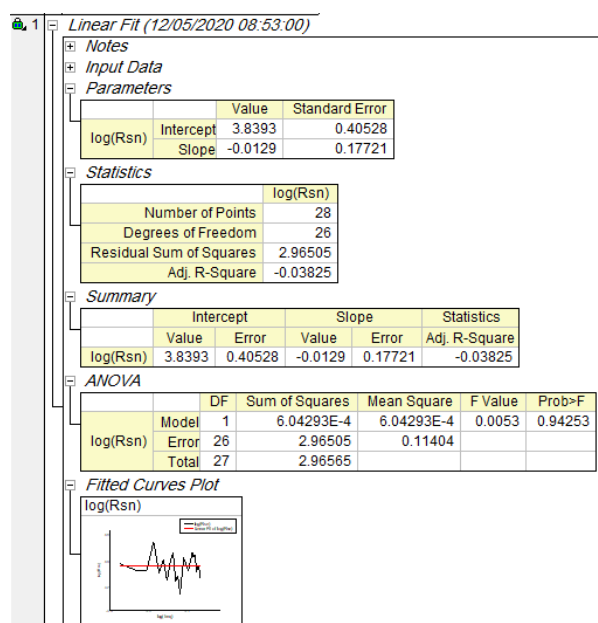 1 Linear Fit (12/05/2020 08:53:00)
Notes
Input Data
Parameters
Value Standard Error
log(Rsn) Intercept 3.8393 0.40528
Slope -0.0129 0.17721
Statistics
log(Rsn)
Number of Points 28
Degrees of Freedom 26
Residual Sum of Squares 2.96505
Adj. R-Square -0.03825
Summary
Intercept Slope Statistics
Value Error Value Error Adj. R-Square
log(Rsn) 3.8393 0.40528 -0.0129 0.17721 -0.03825
ANOVA
DF Sum of Squares Mean Square F Value Prob>F
Model 1 6.04293E-4 6.04293E-4 0.0053 0.94253
log(Rsn) Error 26 2.96505 0.11404
Total 27 2.96565
Fitted Curves Plot
log(Rsn)